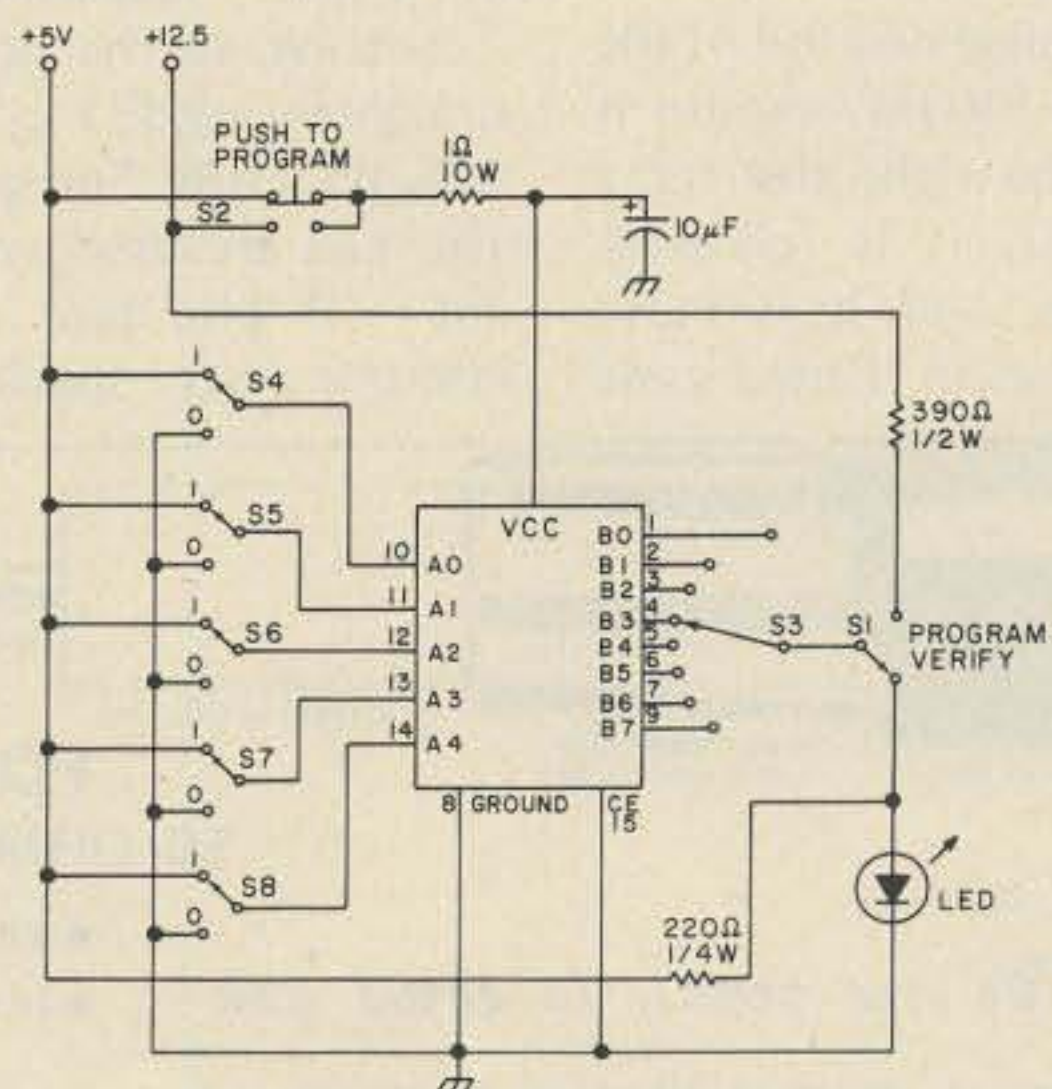 +5V
+12.5
PUSH TO
PROGRAM
S2
1Ω
10W
+
10µF
1
S4
0
390Ω
1/2W
1
S5
0
VCC
10
A0
11
A1
12
A2
13
A3
14
A4
B0
1
B1
2
B2
3
B3
4
B4
5
B5
6
B6
7
B7
9
1
S6
0
S3
S1
PROGRAM
VERIFY
1
S7
0
8 GROUND
CE
15
1
S8
0
LED
220Ω
1/4W